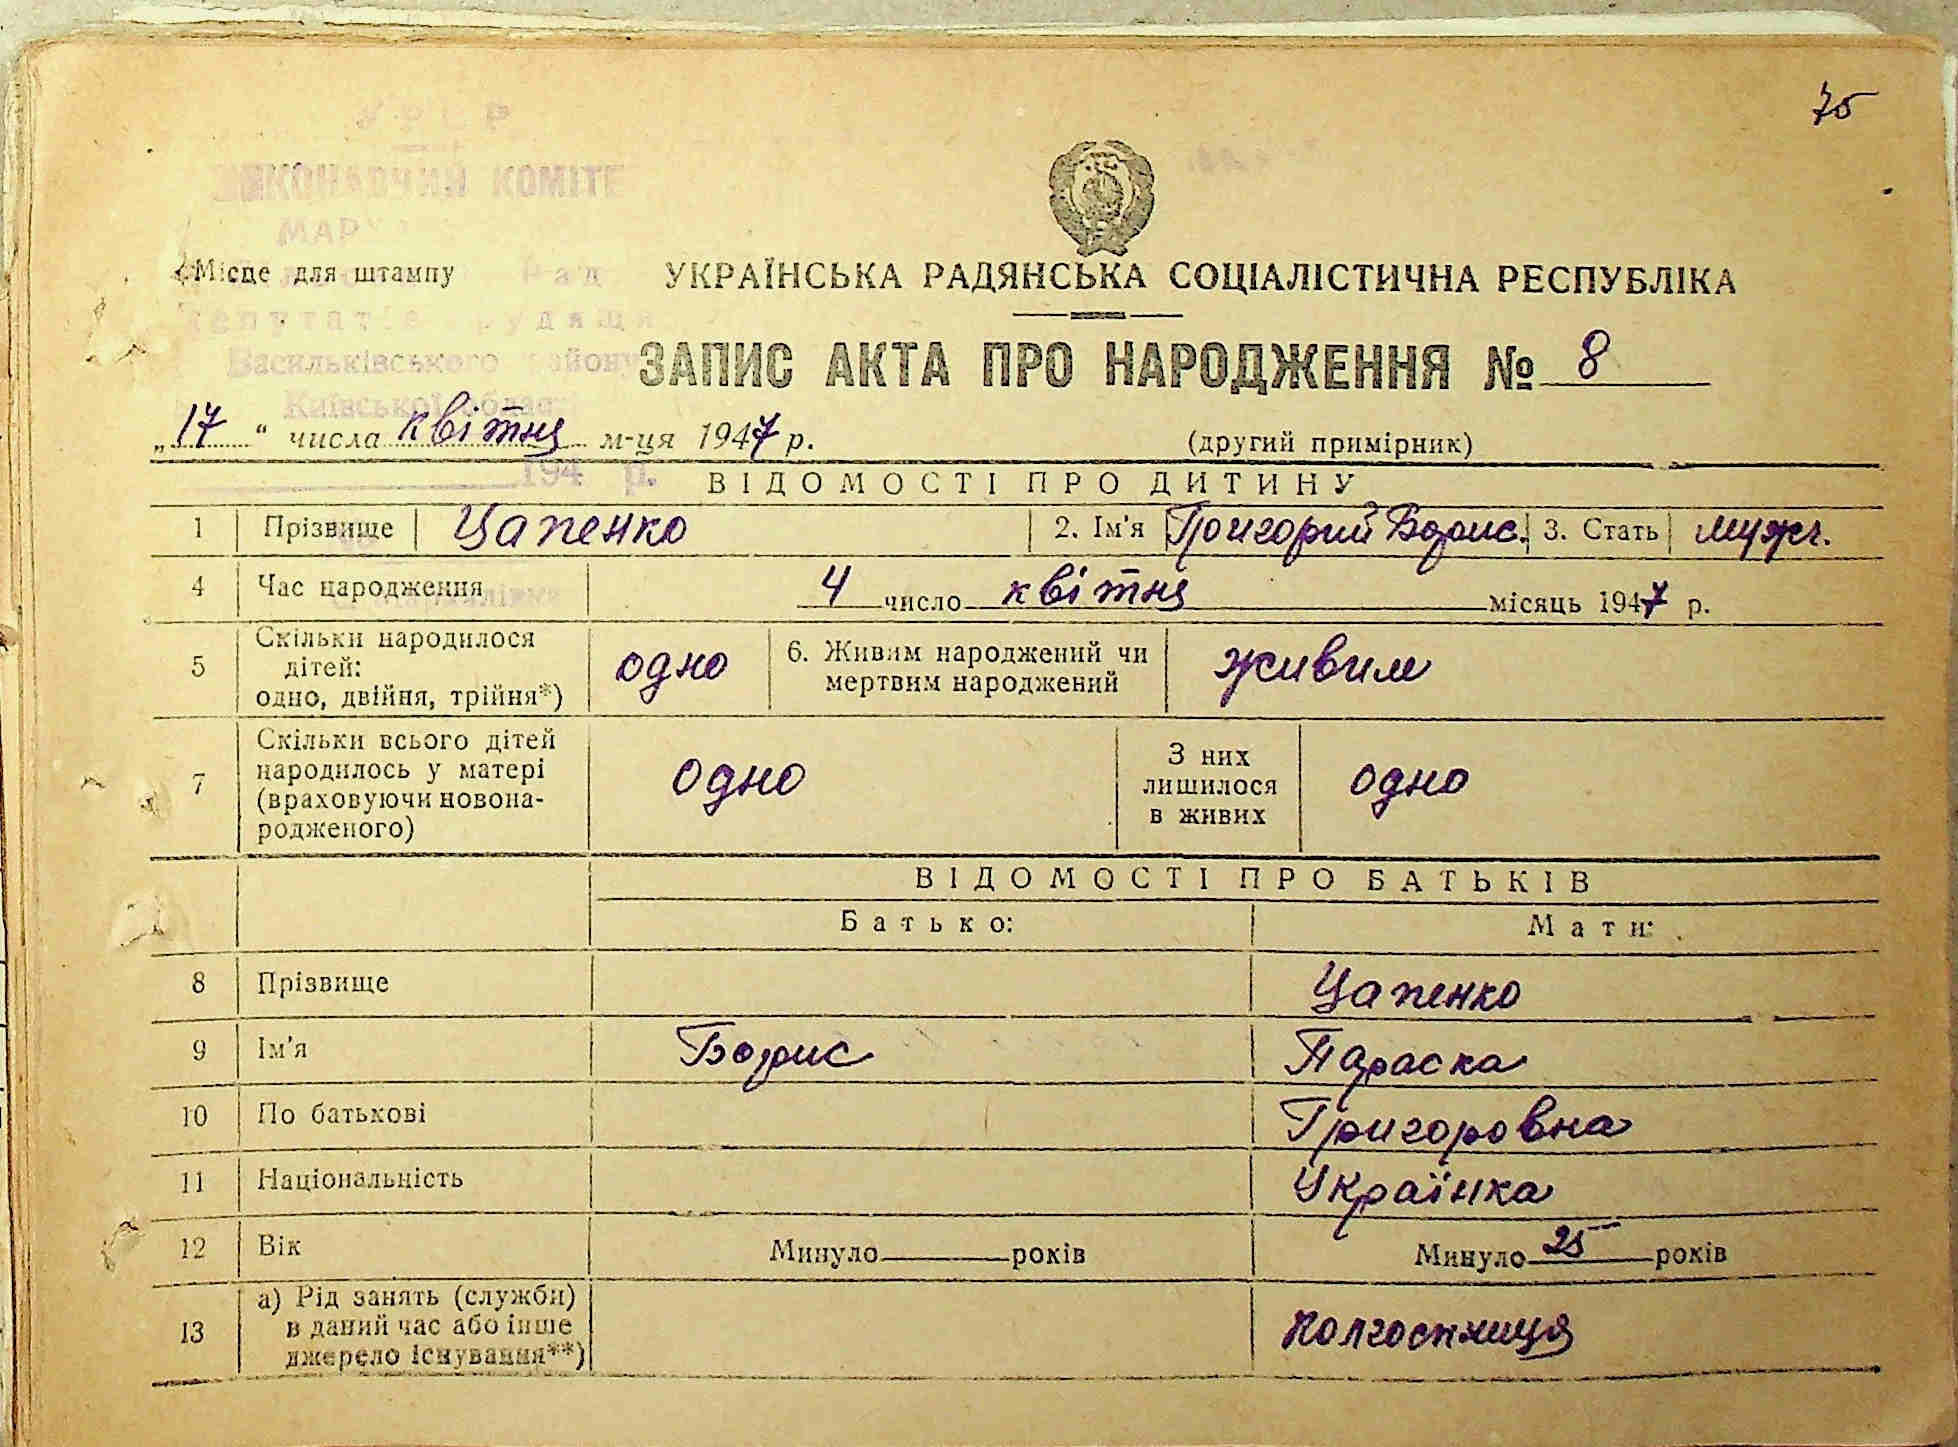 75
УРСР
ВИКОНАВЧИЙ КОМІТЕ
МАР
Місце для штампу
Рад
УКРАЇНСЬКА РАДЯНСЬКА СОЦІАЛІСТИЧНА РЕСПУБЛІКА
Депутатів рудящ
Васильківського району
ЗАПИС АКТА ПРО НАРОДЖЕННЯ № 8
Київської облас
„17“ числа квітня м-ця 1947 р.
(другий примірник)
194 р.
ВІДОМОСТІ ПРО ДИТИНУ
1 Прізвище Цапенко 2. Ім'я Григорий Борис. 3. Стать мужч.
4 Час народження 4 число квітня місяць 1947 р.
5 Скільки народилося
дітей:
одно, двійня, трійня*)
одно
6. Живим народжений чи
мертвим народжений
живим
7 Скільки всього дітей
народилось у матері
(враховуючи новона-
родженого)
одно
З них
лишилося
в живих
одно
ВІДОМОСТІ ПРО БАТЬКІВ
Батько: Мати:
8 Прізвище Цапенко
9 Ім'я Борис Параска
10 По батькові Григоровна
11 Національність Українка
12 Вік Минуло років Минуло 25 років
13 а) Рід занять (служби)
в даний час або інше
джерело існування**)
колгоспниця